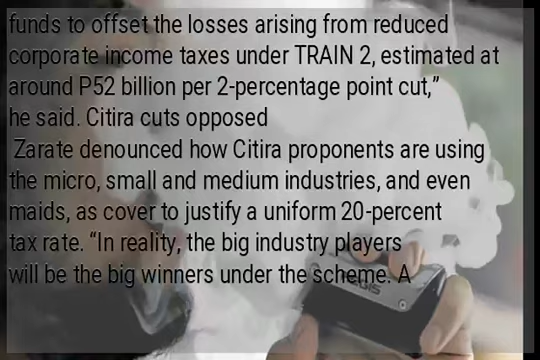 funds to offset the losses arising from reduced
corporate income taxes under TRAIN 2, estimated at
around P52 billion per 2-percentage point cut,”
he said. Citira cuts opposed
Zarate denounced how Citira proponents are using
the micro, small and medium industries, and even
maids, as cover to justify a uniform 20-percent
tax rate. “In reality, the big industry players
will be the big winners under the scheme. A